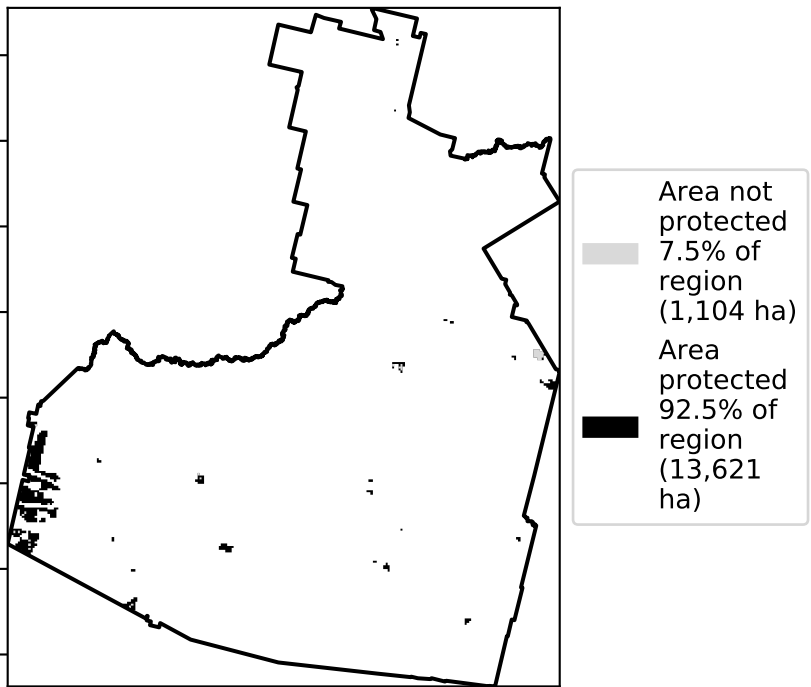 Area not
protected
7.5% of
region
(1,104 ha)
Area
protected
92.5% of
region
(13,621
ha)